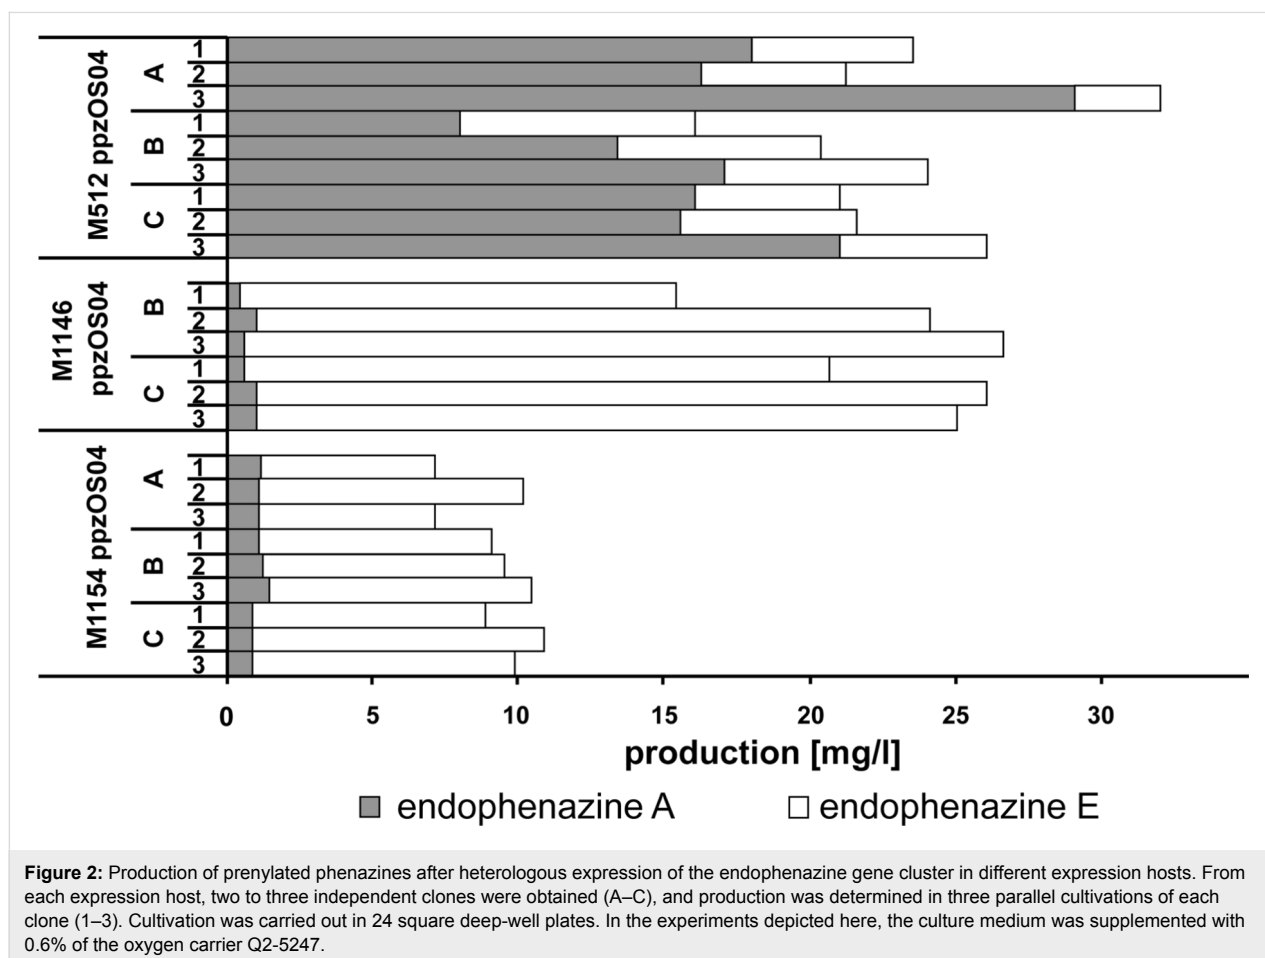 M512 ppzOS04
A
1
2
3
B
1
2
3
C
1
2
3
M1146
ppzOS04
B
1
2
3
C
1
2
3
M1154 ppzOS04
A
1
2
3
B
1
2
3
C
1
2
3
0 5 10 15 20 25 30
production [mg/l]
endophenazine A endophenazine E
Figure 2: Production of prenylated phenazines after heterologous expression of the endophenazine gene cluster in different expression hosts. From
each expression host, two to three independent clones were obtained (A–C), and production was determined in three parallel cultivations of each
clone (1–3). Cultivation was carried out in 24 square deep-well plates. In the experiments depicted here, the culture medium was supplemented with
0.6% of the oxygen carrier Q2-5247.